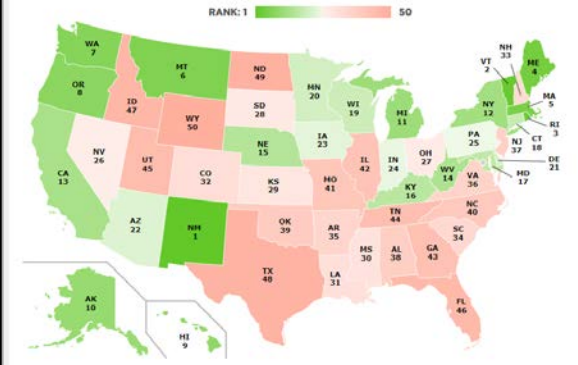 RANK: 1 50
WA
7
OR
8
CA
13
NV
26
ID
47
MT
6
WY
50
UT
45
AZ
22
CO
32
NM
1
ND
49
SD
28
NE
15
KS
29
OK
39
TX
48
MN
20
IA
23
MO
41
AR
35
LA
31
WI
19
IL
42
MI
11
IN
24
OH
27
KY
16
TN
44
MS
30
AL
38
GA
43
FL
46
SC
34
NC
40
VA
36
WV
14
PA
25
NY
12
VT
2
NH
33
ME
4
MA
5
RI
3
CT
18
NJ
37
DE
21
MD
17
AK
10
HI
9